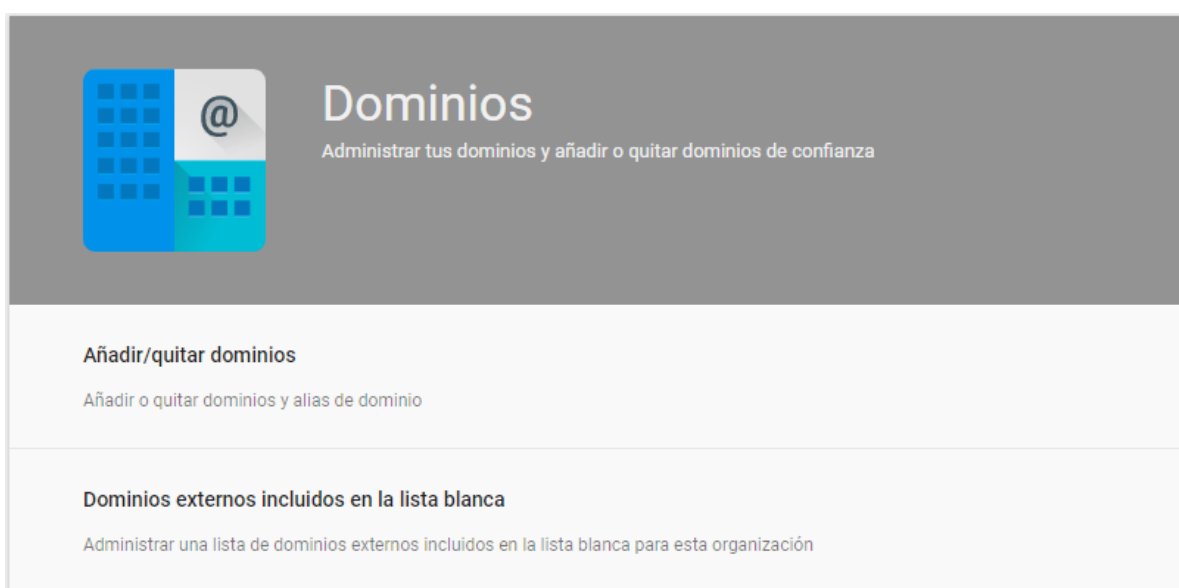 @
Dominios
Administrar tus dominios y añadir o quitar dominios de confianza
Añadir/quitar dominios
Añadir o quitar dominios y alias de dominio
Dominios externos incluidos en la lista blanca
Administrar una lista de dominios externos incluidos en la lista blanca para esta organización